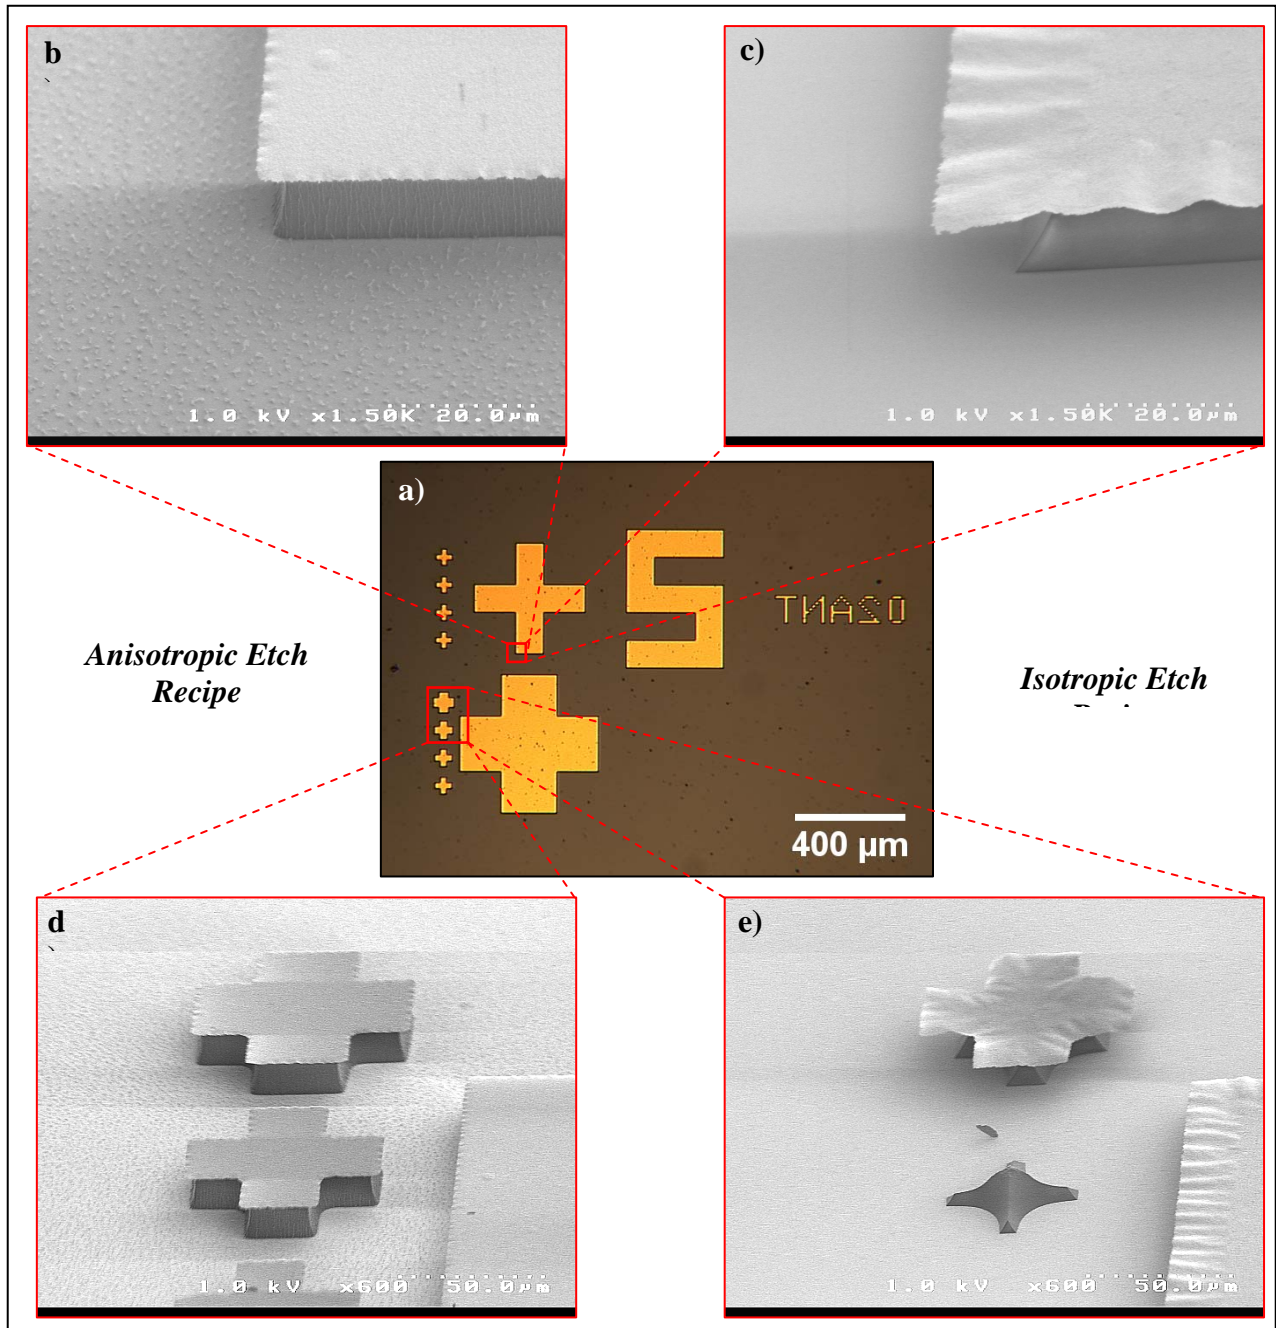 b
c)
1.0 kV x1.50K 20.0µm
1.0 kV x1.50K 20.0µm
a)
TNASO
Anisotropic Etch
Recipe
Isotropic Etch
400 µm
d
e)
1.0 kV x600 50.0µm
1.0 kV x600 50.0µm